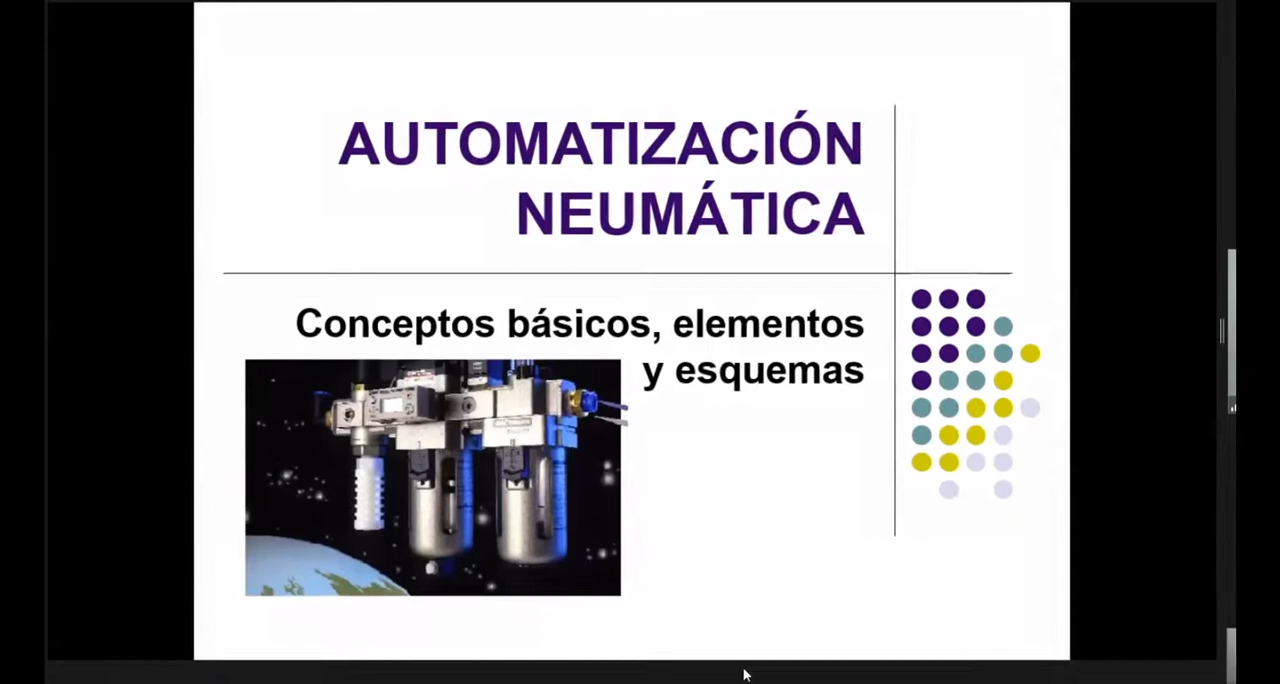 AUTOMATIZACIÓN
NEUMÁTICA
Conceptos básicos, elementos
y esquemas